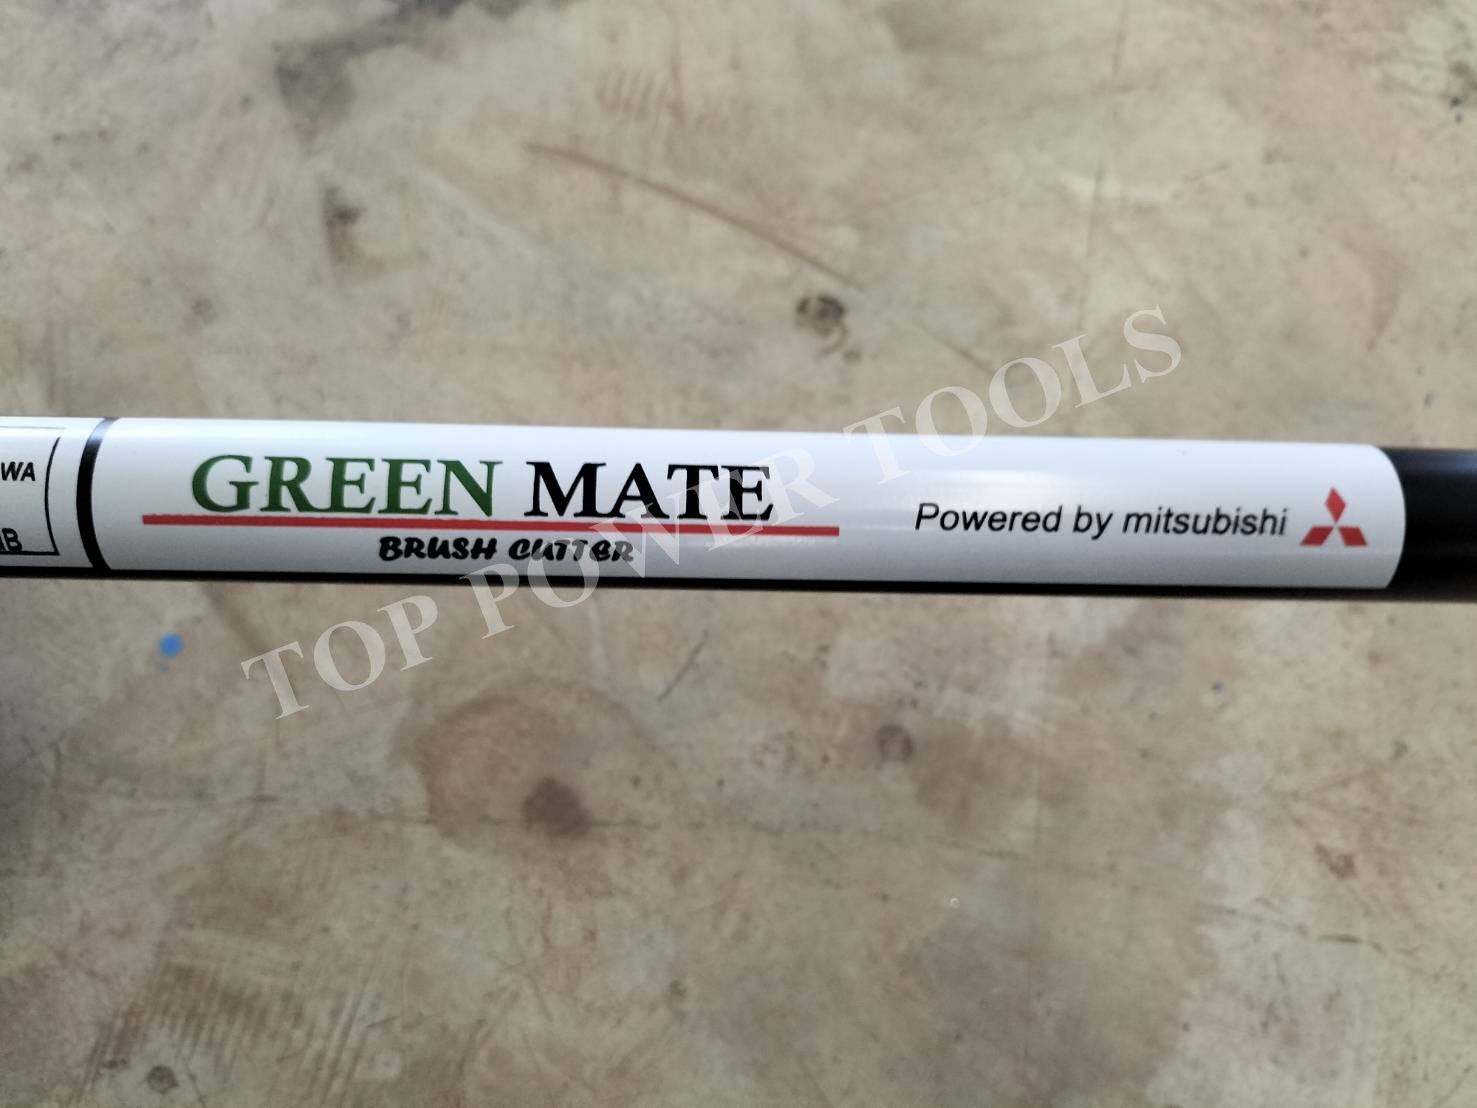 GREEN MATE
BRUSH CUTTER
Powered by mitsubishi
TOP POWER TOOLS